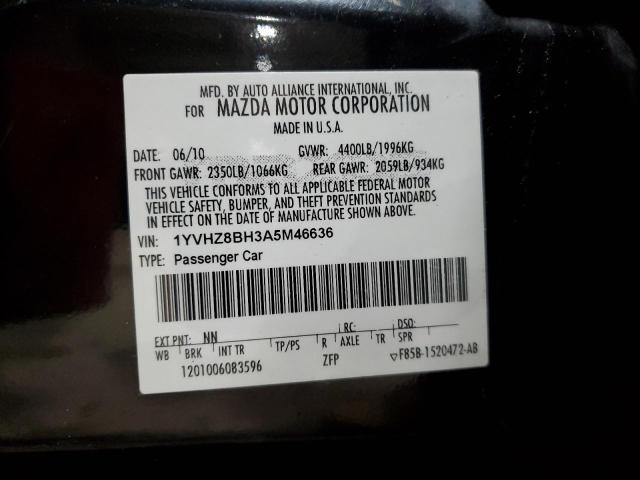 MFD. BY AUTO ALLIANCE INTERNATIONAL, INC.
FOR MAZDA MOTOR CORPORATION
MADE IN U.S.A.
DATE: 06/10 GVWR: 4400LB/1996KG
FRONT GAWR: 2350LB/1066KG REAR GAWR: 2059LB/934KG
THIS VEHICLE CONFORMS TO ALL APPLICABLE FEDERAL MOTOR
VEHICLE SAFETY, BUMPER, AND THEFT PREVENTION STANDARDS
IN EFFECT ON THE DATE OF MANUFACTURE SHOWN ABOVE.
VIN: 1YVHZ8BH3A5M46636
TYPE: Passenger Car
EXT PNT: NN RC: DSO:
WB BRK INT TR TP/PS R AXLE TR SPR
1201006083596 ZFP ▽F85B-1520472-AB